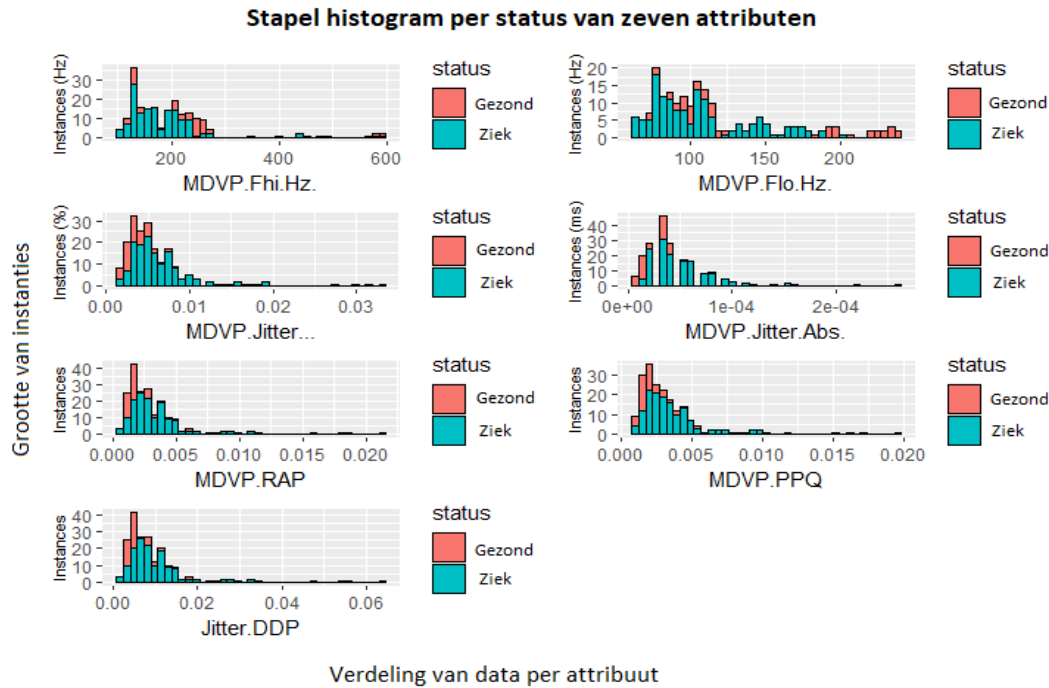 Stapel histogram per status van zeven attributen
Instances (Hz)
30
20
10
0
200
400
600
MDVP.Fhi.Hz.
status
Gezond
Ziek
Instances (Hz)
20
15
10
5
0
100
150
200
MDVP.Flo.Hz.
status
Gezond
Ziek
Instances (%)
30
20
10
0
0.00
0.01
0.02
0.03
MDVP.Jitter...
status
Gezond
Ziek
Instances (ms)
40
30
20
10
0
0e+00
1e-04
2e-04
MDVP.Jitter.Abs.
status
Gezond
Ziek
Grootte van instanties
Instances
40
30
20
10
0
0.000
0.005
0.010
0.015
0.020
MDVP.RAP
status
Gezond
Ziek
Instances
30
20
10
0
0.000
0.005
0.010
0.015
0.020
MDVP.PPQ
status
Gezond
Ziek
Instances
40
30
20
10
0
0.00
0.02
0.04
0.06
Jitter.DDP
status
Gezond
Ziek
Verdeling van data per attribuut